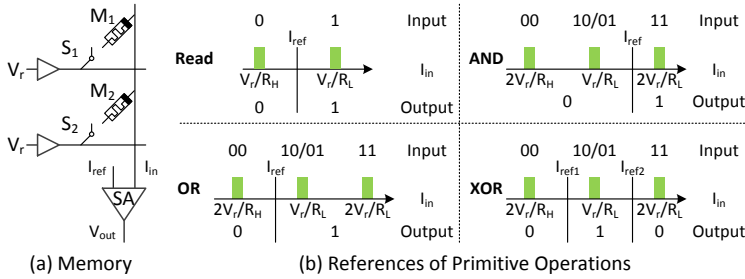 M1
S1
Vr
M2
S2
Vr
Iref Iin
SA
Vout
(a) Memory
0 1 Input
Iref
Read
Vr/RH Vr/RL Iin
0 1 Output
00 10/01 11 Input
Iref
AND
2Vr/RH Vr/RL 2Vr/RL Iin
0 1 Output
00 10/01 11 Input
Iref
OR
2Vr/RH Vr/RL 2Vr/RL Iin
0 1 Output
00 10/01 11 Input
Iref1 Iref2
XOR
2Vr/RH Vr/RL 2Vr/RL Iin
0 1 0 Output
(b) References of Primitive Operations